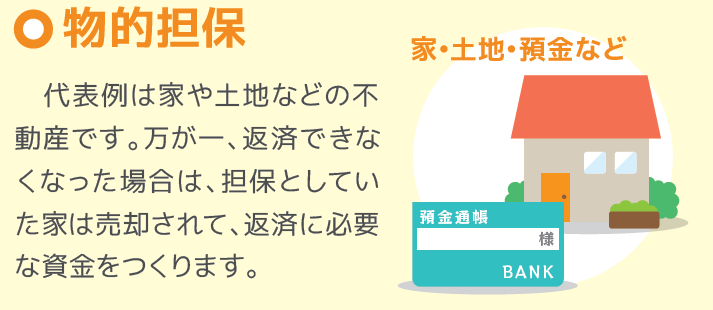 物的担保
代表例は家や土地などの不
動産です。万が一、返済できな
くなった場合は、担保としてい
た家は売却されて、返済に必要
な資金をつくります。
家・土地・預金など
預金通帳
様
BANK